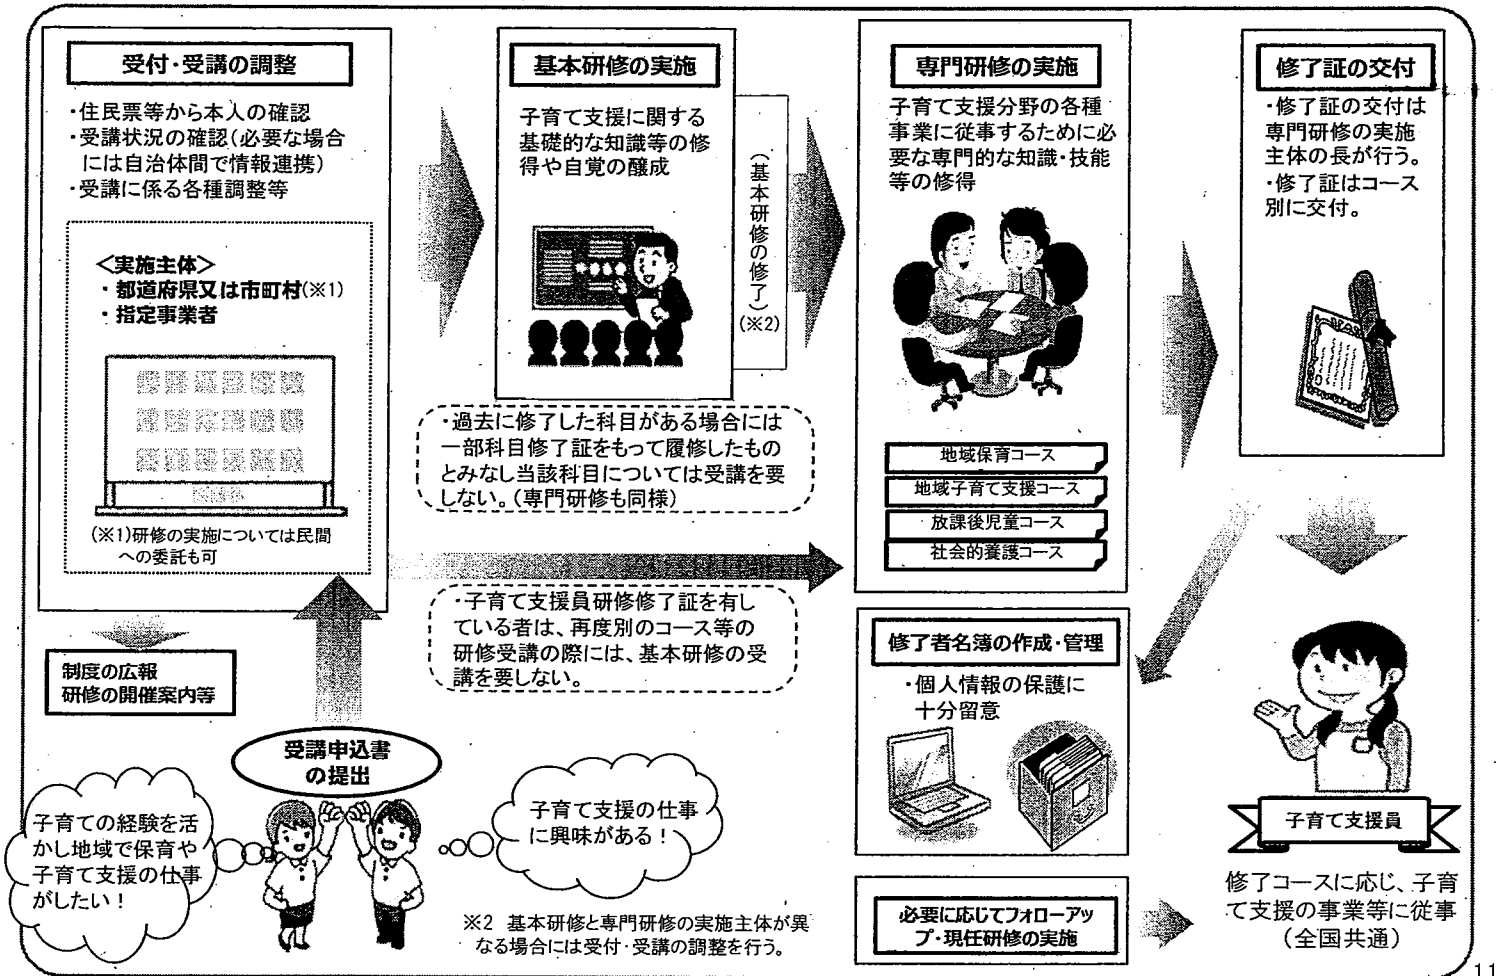 受付・受講の調整
・住民票等から本人の確認
・受講状況の確認(必要な場合
には自治体間で情報連携)
・受講に係る各種調整等
＜実施主体＞
・都道府県又は市町村(※1)
・指定事業者
(※1)研修の実施については民間
への委託も可
制度の広報
研修の開催案内等
受講申込書
の提出
子育ての経験を活
かし地域で保育や
子育て支援の仕事
がしたい！
子育て支援の仕事
に興味がある！
基本研修の実施
子育て支援に関する
基礎的な知識等の修
得や自覚の醸成
(基本研修の修了)
(※2)
・過去に修了した科目がある場合には
一部科目修了証をもって履修したもの
とみなし当該科目については受講を要
しない。(専門研修も同様)
・子育て支援員研修修了証を有し
ている者は、再度別のコース等の
研修受講の際には、基本研修の受
講を要しない。
※2 基本研修と専門研修の実施主体が異
なる場合には受付・受講の調整を行う。
専門研修の実施
子育て支援分野の各種
事業に従事するために必
要な専門的な知識・技能
等の修得
地域保育コース
地域子育て支援コース
放課後児童コース
社会的養護コース
修了者名簿の作成・管理
・個人情報の保護に
十分留意
必要に応じてフォローアッ
プ・現任研修の実施
修了証の交付
・修了証の交付は
専門研修の実施
主体の長が行う。
・修了証はコース
別に交付。
子育て支援員
修了コースに応じ、子育
て支援の事業等に従事
(全国共通)
11